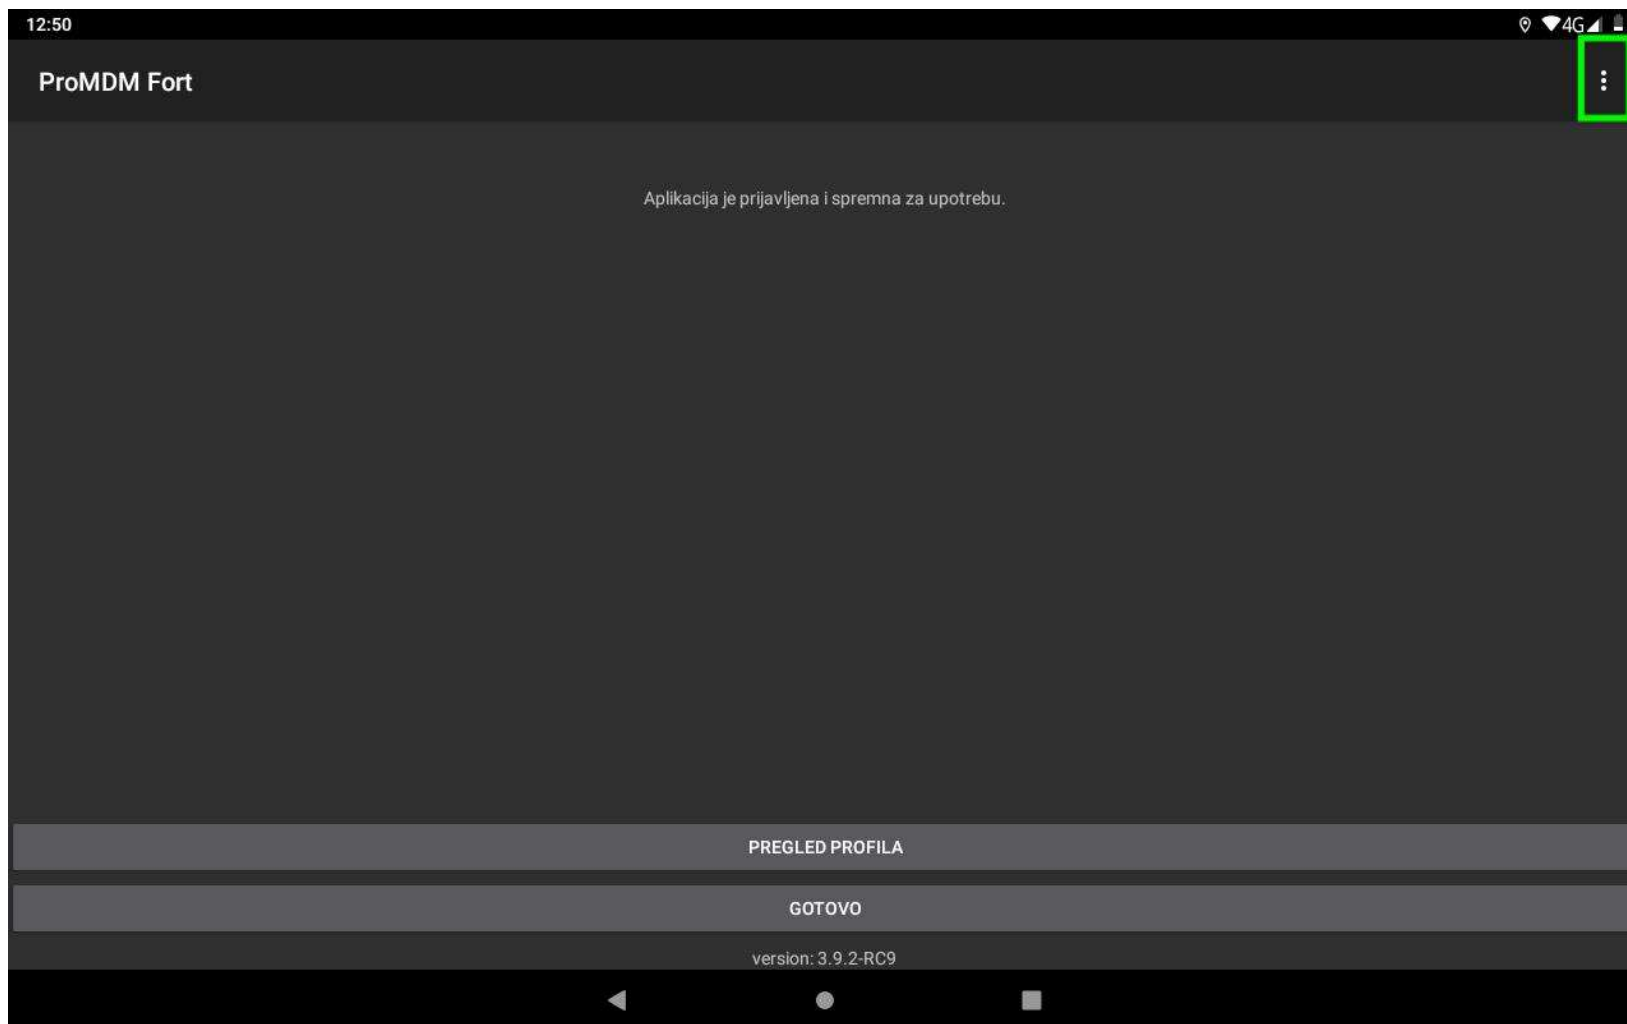 12:50
4G
ProMDM Fort
Aplikacija je prijavljena i spremna za upotrebu.
PREGLED PROFILA
GOTOVO
version: 3.9.2-RC9